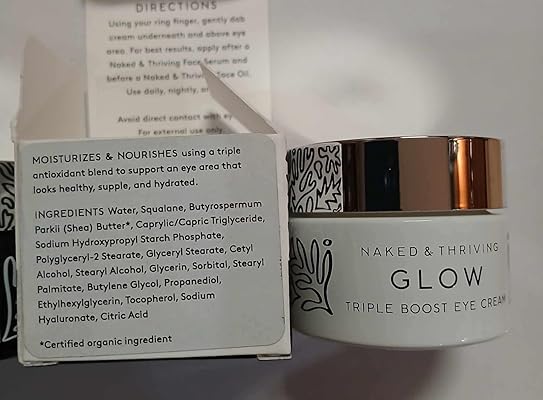 DIRECTIONS
Using your ring finger, gently dab
cream underneath and above eye
area. For best results, apply after a
Naked & Thriving Face Serum and
before a Naked & Face Oil.
Use daily, nightly,
Avoid direct contact with
For external use only
MOISTURIZES & NOURISHES using a triple
antioxidant blend to support an eye area that
looks healthy, supple, and hydrated.
INGREDIENTS Water, Squalane, Butyrospermum
Parkii (Shea) Butter*, Caprylic/Capric Triglyceride,
Sodium Hydroxypropyl Starch Phosphate,
Polyglyceryl-2 Stearate, Glyceryl Stearate, Cetyl
Alcohol, Stearyl Alcohol, Glycerin, Sorbital, Stearyl
Palmitate, Butylene Glycol, Propanediol,
Ethylhexylglycerin, Tocopherol, Sodium
Hyaluronate, Citric Acid
*Certified organic ingredient
NAKED & THRIVING
GLOW
TRIPLE BOOST EYE CREAM